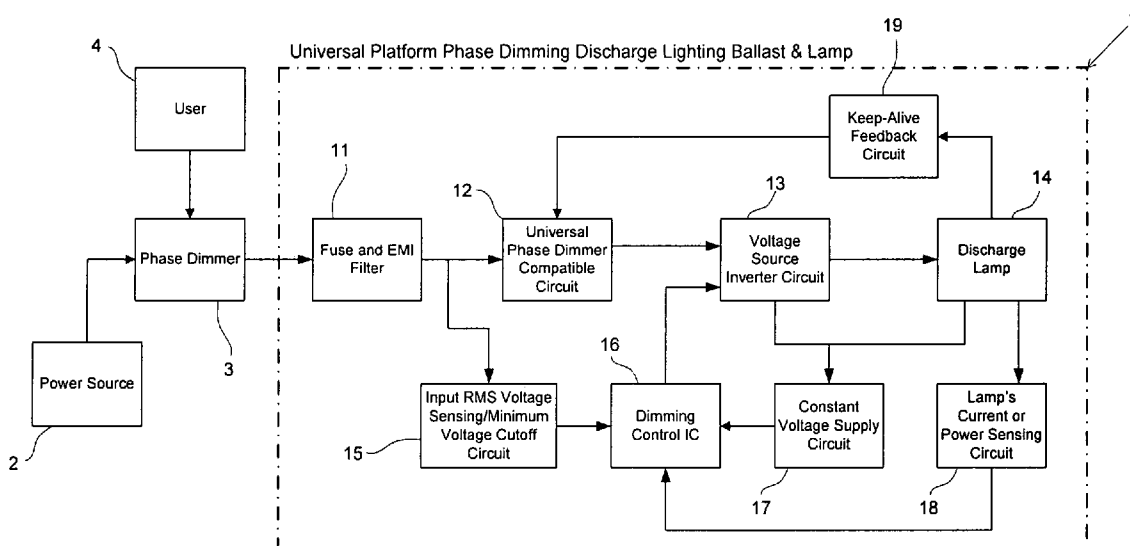 Universal Platform Phase Dimming Discharge Lighting Ballast & Lamp
4
User
19
Keep-Alive
Feedback
Circuit
11
Fuse and EMI
Filter
12
Universal
Phase Dimmer
Compatible
Circuit
13
Voltage
Source
Inverter Circuit
14
Discharge
Lamp
Phase Dimmer
3
Power Source
2
Input RMS Voltage
Sensing/Minimum
Voltage Cutoff
Circuit
15
16
Dimming
Control IC
Constant
Voltage Supply
Circuit
17
Lamp's
Current or
Power Sensing
Circuit
18